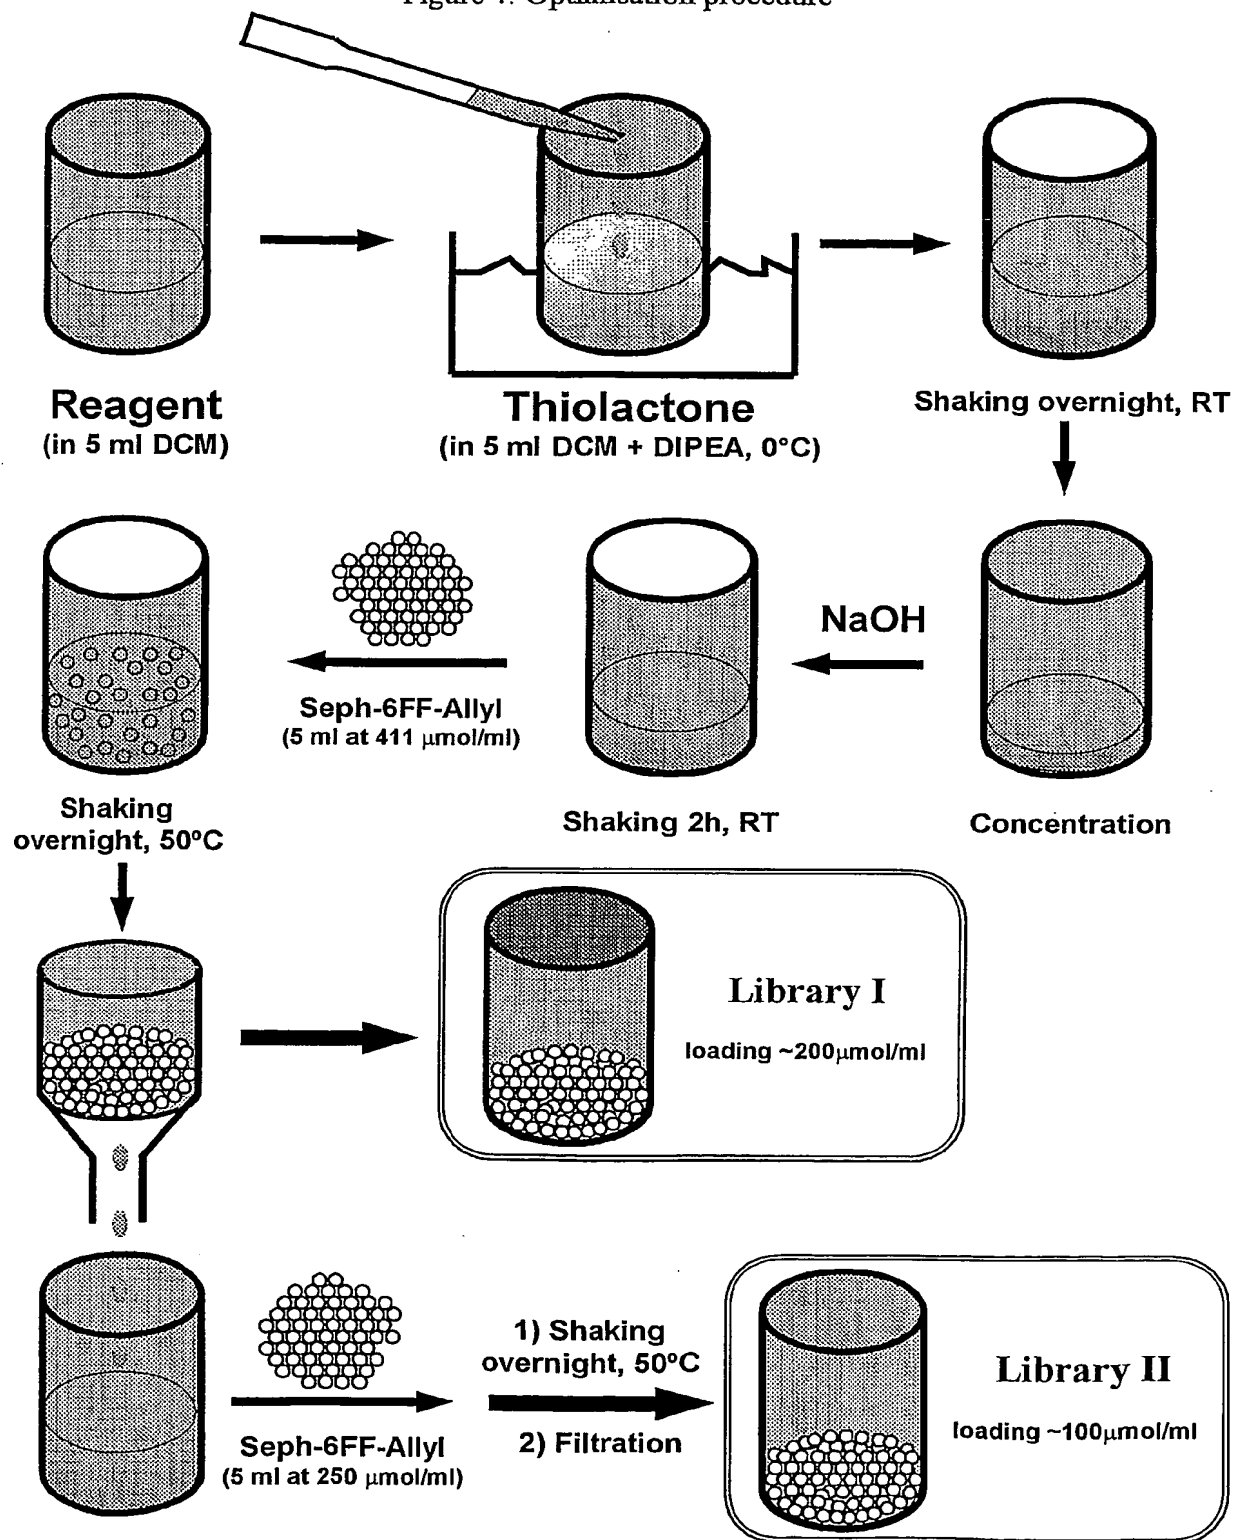 Reagent
(in 5 ml DCM)
Thiolactone
(in 5 ml DCM + DIPEA, 0°C)
Shaking overnight, RT
NaOH
Seph-6FF-Allyl
(5 ml at 411 μmol/ml)
Shaking
overnight, 50ºC
Shaking 2h, RT
Concentration
Library I
loading ~200μmol/ml
1) Shaking
overnight, 50ºC
2) Filtration
Seph-6FF-Allyl
(5 ml at 250 μmol/ml)
Library II
loading ~100μmol/ml